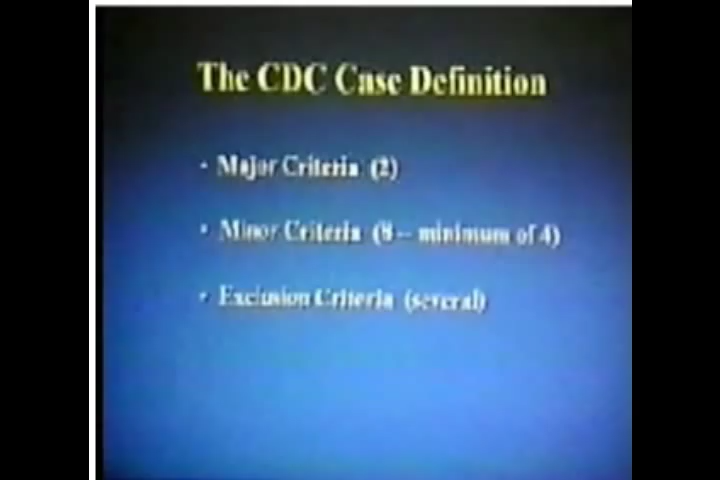 The CDC Case Definition
• Major Criteria (2)
• Minor Criteria (8 – minimum of 4)
• Exclusion Criteria (several)